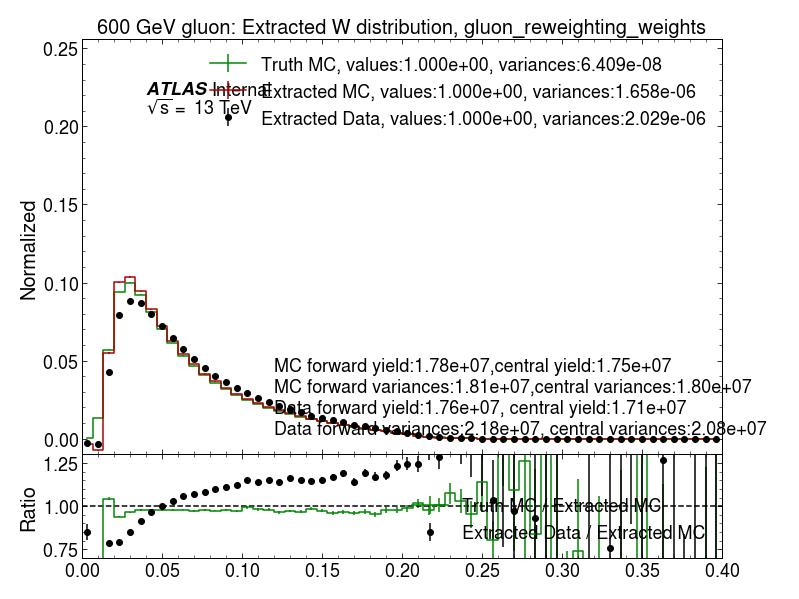 600 GeV gluon: Extracted W distribution, gluon_reweighting_weights
Truth MC, values:1.000e+00, variances:6.409e-08
ATLAS Internal
Extracted MC, values:1.000e+00, variances:1.658e-06
√s = 13 TeV
Extracted Data, values:1.000e+00, variances:2.029e-06
0.25
0.20
0.15
0.10
0.05
0.00
Normalized
MC forward yield:1.78e+07,central yield:1.75e+07
MC forward variances:1.81e+07,central variances:1.80e+07
Data forward yield:1.76e+07, central yield:1.71e+07
Data forward variances:2.18e+07, central variances:2.08e+07
1.25
1.00
0.75
Ratio
Truth MC / Extracted MC
Extracted Data / Extracted MC
0.00 0.05 0.10 0.15 0.20 0.25 0.30 0.35 0.40